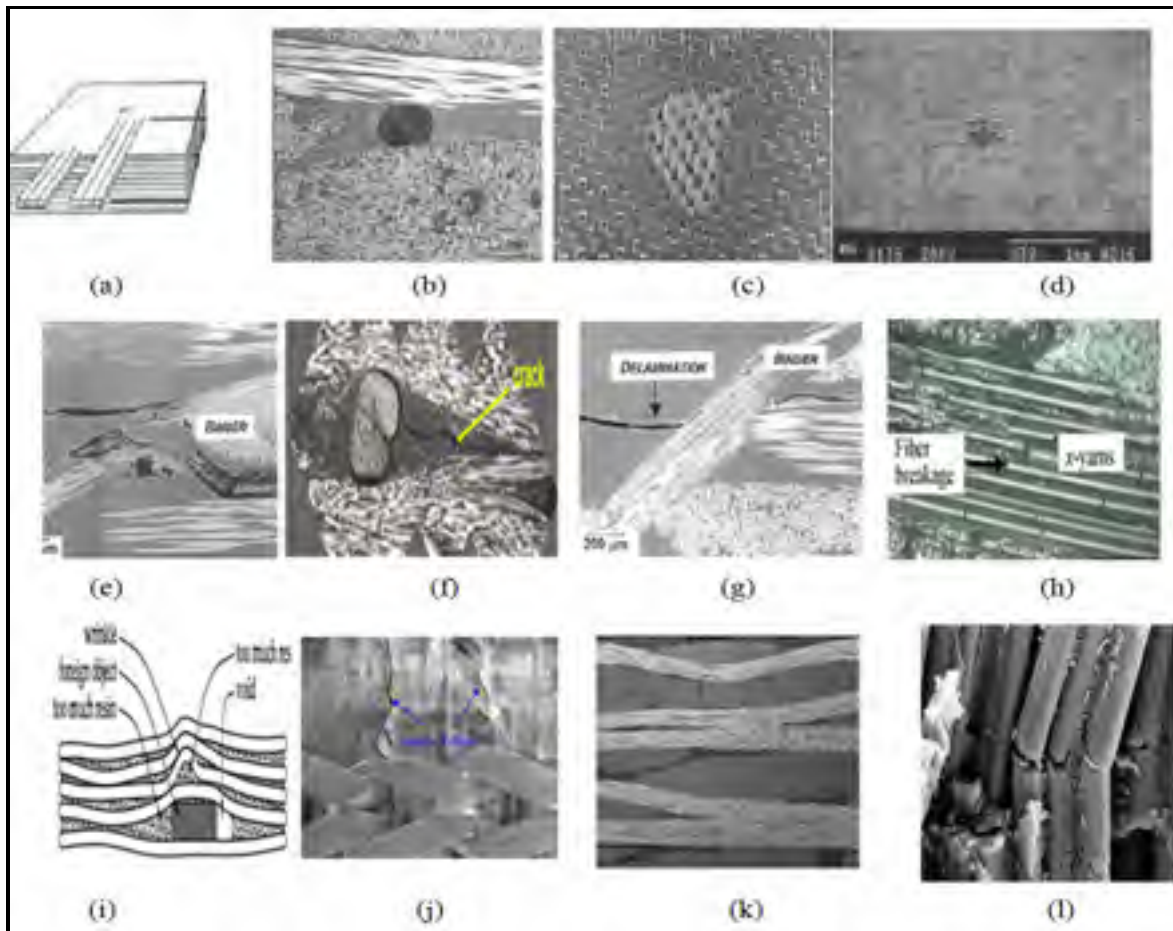 (a)
(b)
(c)
(d)
BINDER
(e)
crack
(f)
DELAMINATION
BINDER
200 μm
(g)
Fiber
breakage
x-yarns
(h)
wrinkle
foreign object
too much resin
too much res
void
(i)
(j)
(k)
(l)